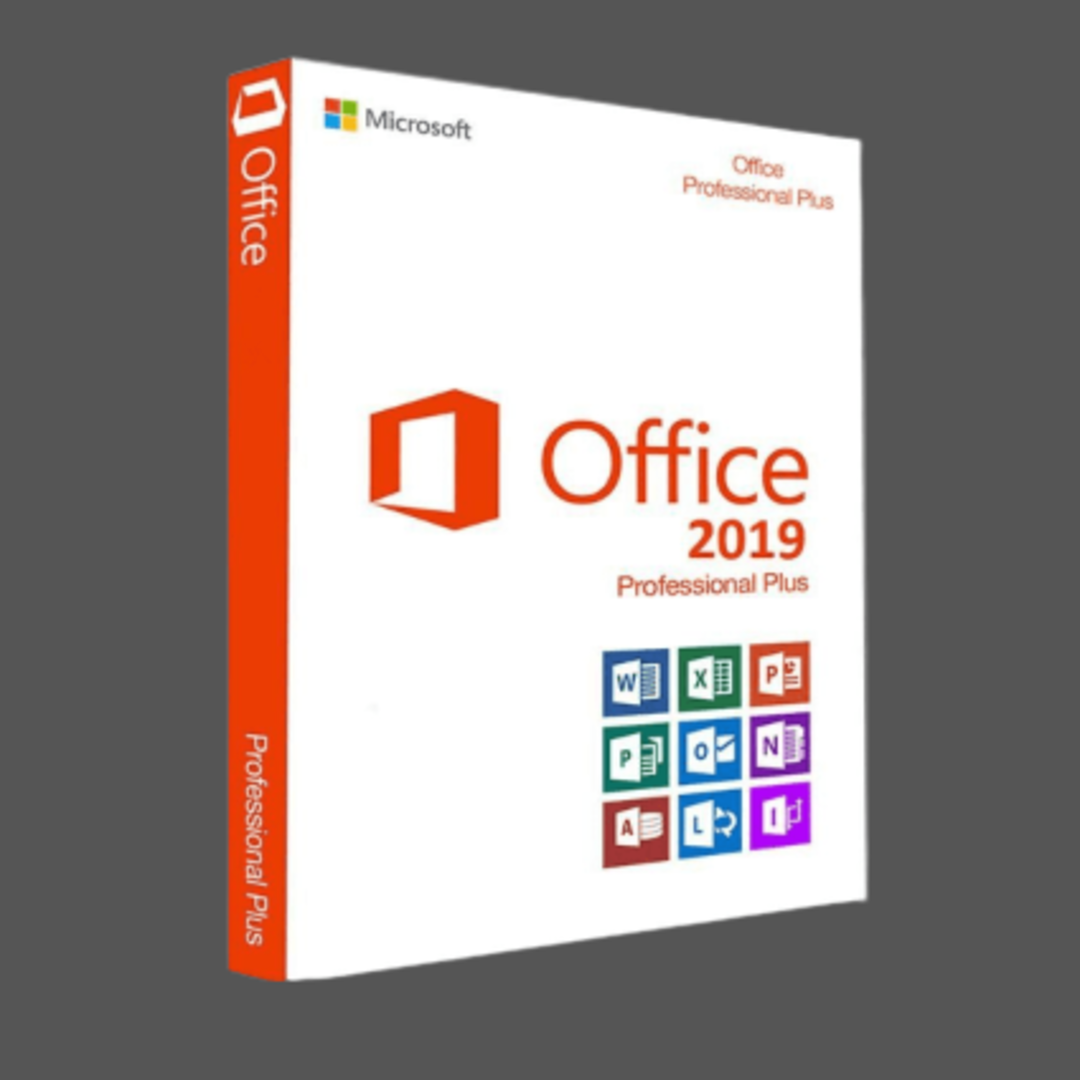 Microsoft
Office
Professional Plus
Office
2019
Professional Plus
W
X
P
P
O
N
A
L
I
Office
Professional Plus